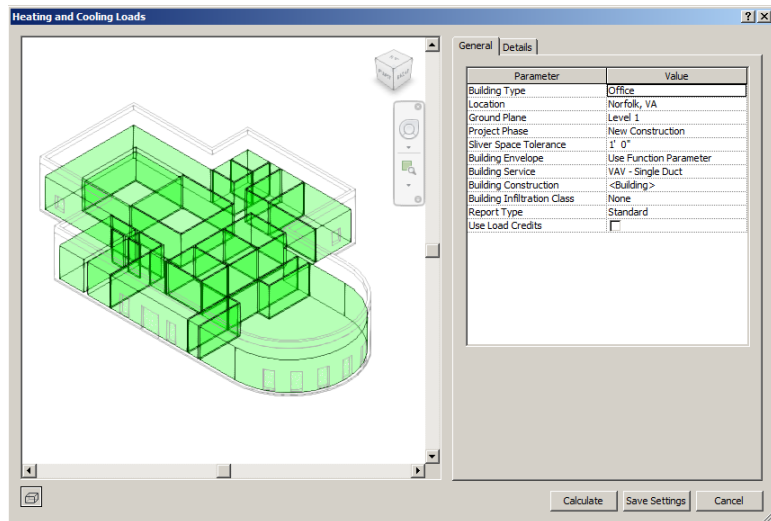 Heating and Cooling Loads
General Details
Parameter Value
Building Type Office
Location Norfolk, VA
Ground Plane Level 1
Project Phase New Construction
Sliver Space Tolerance 1' 0"
Building Envelope Use Function Parameter
Building Service VAV - Single Duct
Building Construction <Building>
Building Infiltration Class None
Report Type Standard
Use Load Credits
Calculate Save Settings Cancel